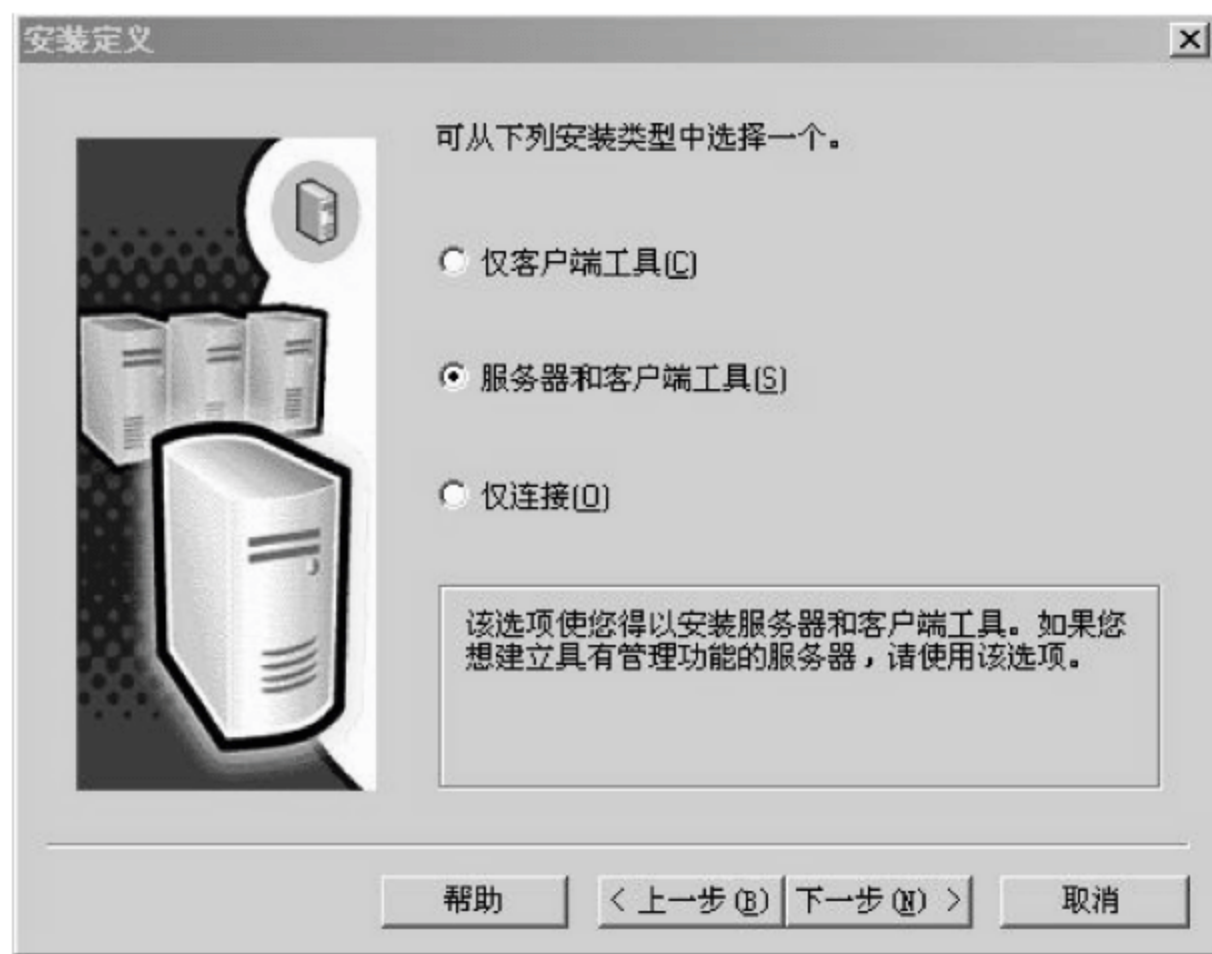 安装定义
可从下列安装类型中选择一个。
仅客户端工具(C)
服务器和客户端工具(S)
仅连接(O)
该选项使您得以安装服务器和客户端工具。如果您
想建立具有管理功能的服务器，请使用该选项。
帮助
< 上一步(B)
下一步(N) >
取消